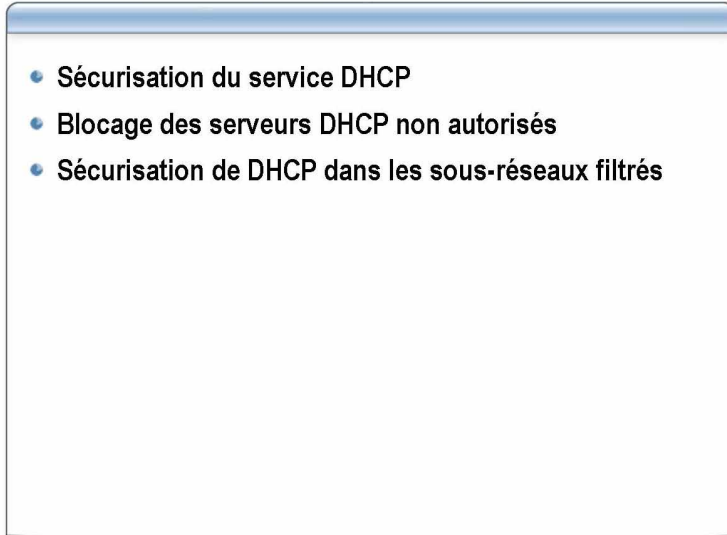 Sécurisation du service DHCP
Blocage des serveurs DHCP non autorisés
Sécurisation de DHCP dans les sous-réseaux filtrés